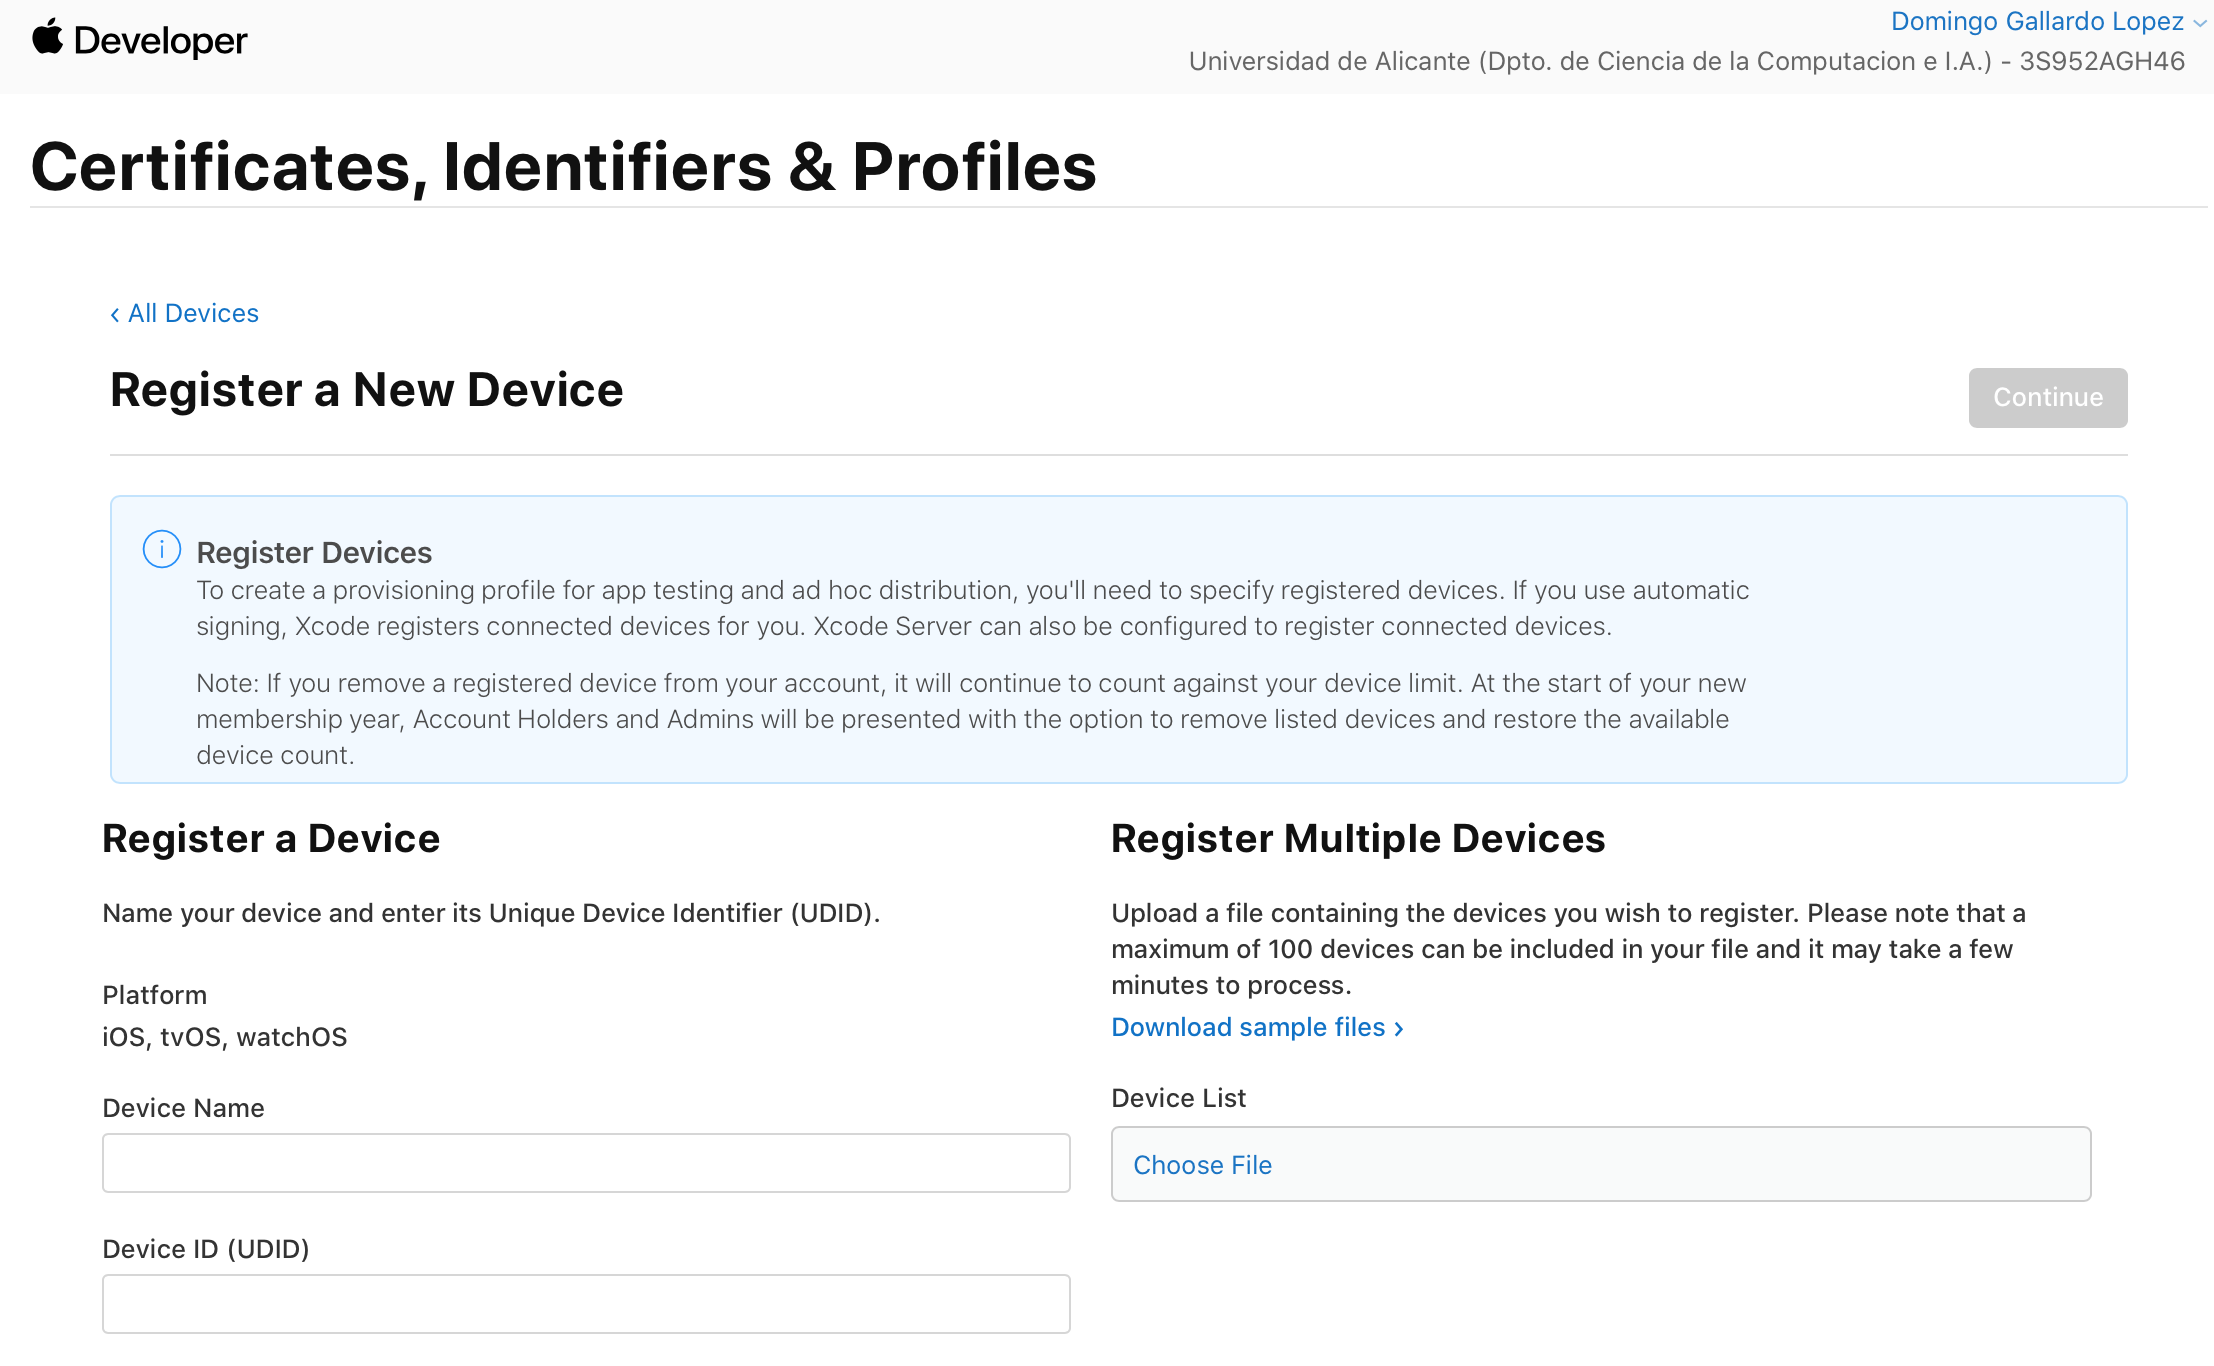 Developer
Domingo Gallardo Lopez
Universidad de Alicante (Dpto. de Ciencia de la Computacion e I.A.) - 3S952AGH46
Certificates, Identifiers & Profiles
‹ All Devices
Register a New Device
Continue
Register Devices
To create a provisioning profile for app testing and ad hoc distribution, you'll need to specify registered devices. If you use automatic
signing, Xcode registers connected devices for you. Xcode Server can also be configured to register connected devices.
Note: If you remove a registered device from your account, it will continue to count against your device limit. At the start of your new
membership year, Account Holders and Admins will be presented with the option to remove listed devices and restore the available
device count.
Register a Device
Name your device and enter its Unique Device Identifier (UDID).
Platform
iOS, tvOS, watchOS
Device Name
Device ID (UDID)
Register Multiple Devices
Upload a file containing the devices you wish to register. Please note that a
maximum of 100 devices can be included in your file and it may take a few
minutes to process.
Download sample files ›
Device List
Choose File